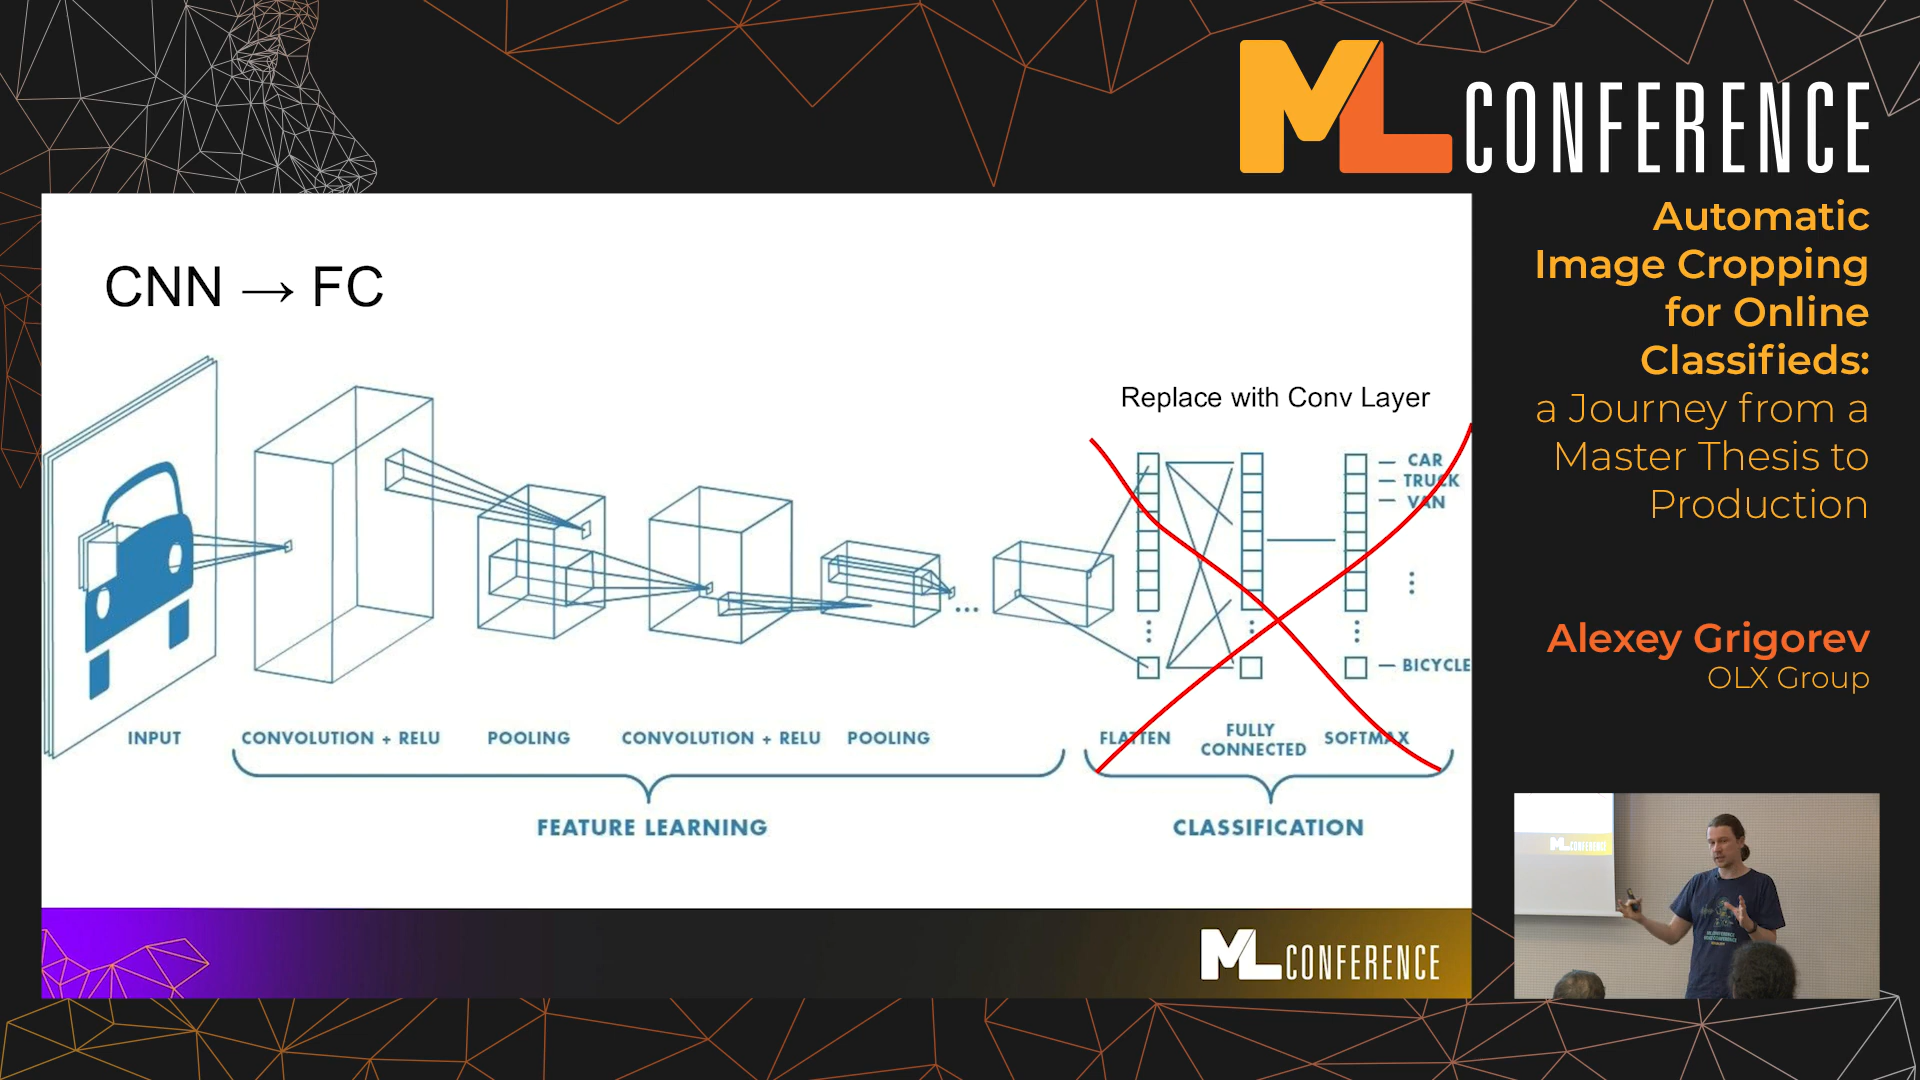 ML CONFERENCE
Automatic
Image Cropping
for Online
Classifieds:
a Journey from a
Master Thesis to
Production
Alexey Grigorev
OLX Group
CNN → FC
Replace with Conv Layer
CAR
TRUCK
VAN
BICYCLE
INPUT
CONVOLUTION + RELU
POOLING
CONVOLUTION + RELU
POOLING
FLATTEN
FULLY
CONNECTED
SOFTMAX
FEATURE LEARNING
CLASSIFICATION
ML CONFERENCE
ML CONFERENCE